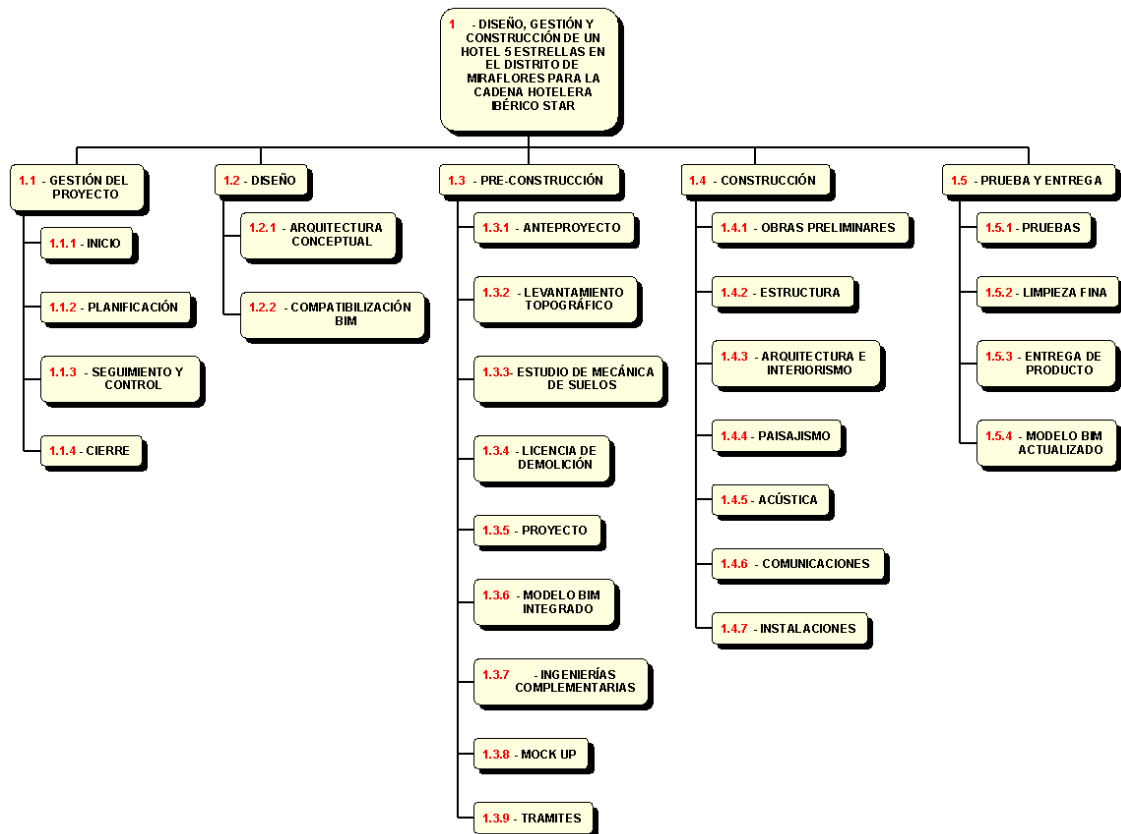 1 - DISEÑO, GESTIÓN Y
CONSTRUCCIÓN DE UN
HOTEL 5 ESTRELLAS EN
EL DISTRITO DE
MIRAFLORES PARA LA
CADENA HOTELERA
IBÉRICO STAR
1.1 - GESTIÓN DEL
PROYECTO
1.1.1 - INICIO
1.1.2 - PLANIFICACIÓN
1.1.3 - SEGUIMIENTO Y
CONTROL
1.1.4 - CIERRE
1.2 - DISEÑO
1.2.1 - ARQUITECTURA
CONCEPTUAL
1.2.2 - COMPATIBILIZACIÓN
BIM
1.3 - PRE-CONSTRUCCIÓN
1.3.1 - ANTEPROYECTO
1.3.2 - LEVANTAMIENTO
TOPOGRÁFICO
1.3.3- ESTUDIO DE MECÁNICA
DE SUELOS
1.3.4 - LICENCIA DE
DEMOLICIÓN
1.3.5 - PROYECTO
1.3.6 - MODELO BIM
INTEGRADO
1.3.7 - INGENIERÍAS
COMPLEMENTARIAS
1.3.8 - MOCK UP
1.3.9 - TRAMITES
1.4 - CONSTRUCCIÓN
1.4.1 - OBRAS PRELIMINARES
1.4.2 - ESTRUCTURA
1.4.3 - ARQUITECTURA E
INTERIORISMO
1.4.4 - PAISAJISMO
1.4.5 - ACÚSTICA
1.4.6 - COMUNICACIONES
1.4.7 - INSTALACIONES
1.5 - PRUEBA Y ENTREGA
1.5.1 - PRUEBAS
1.5.2 - LIMPIEZA FINA
1.5.3 - ENTREGA DE
PRODUCTO
1.5.4 - MODELO BIM
ACTUALIZADO